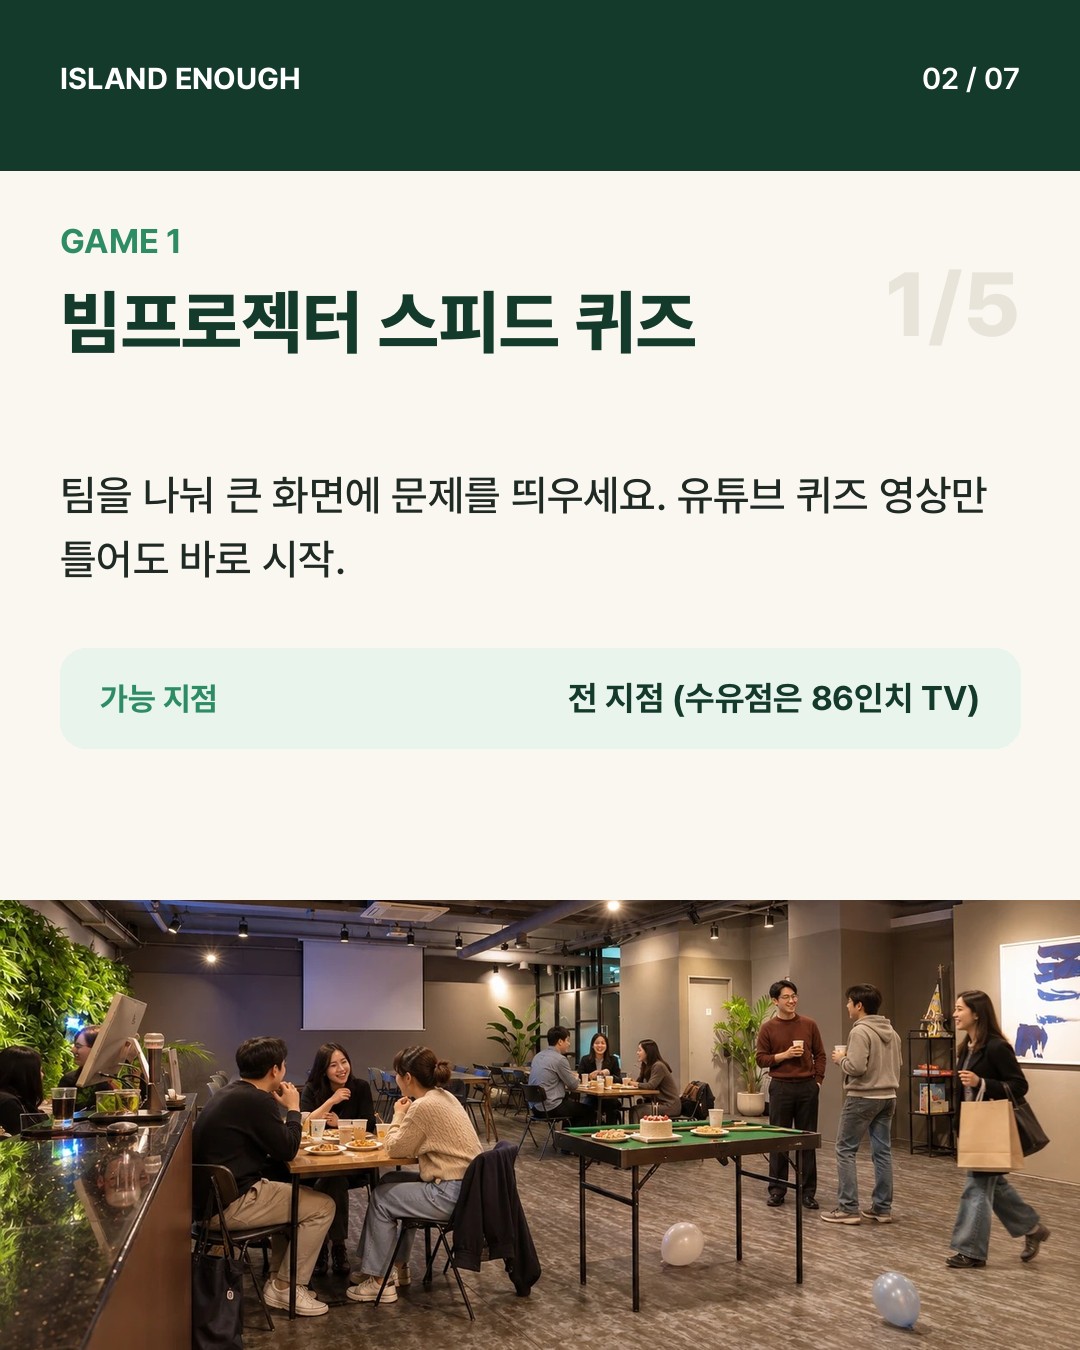 ISLAND ENOUGH
02 / 07
GAME 1
빔프로젝터 스피드 퀴즈
1/5
팀을 나눠 큰 화면에 문제를 띄우세요. 유튜브 퀴즈 영상만
틀어도 바로 시작.
가능 지점
전 지점 (수유점은 86인치 TV)